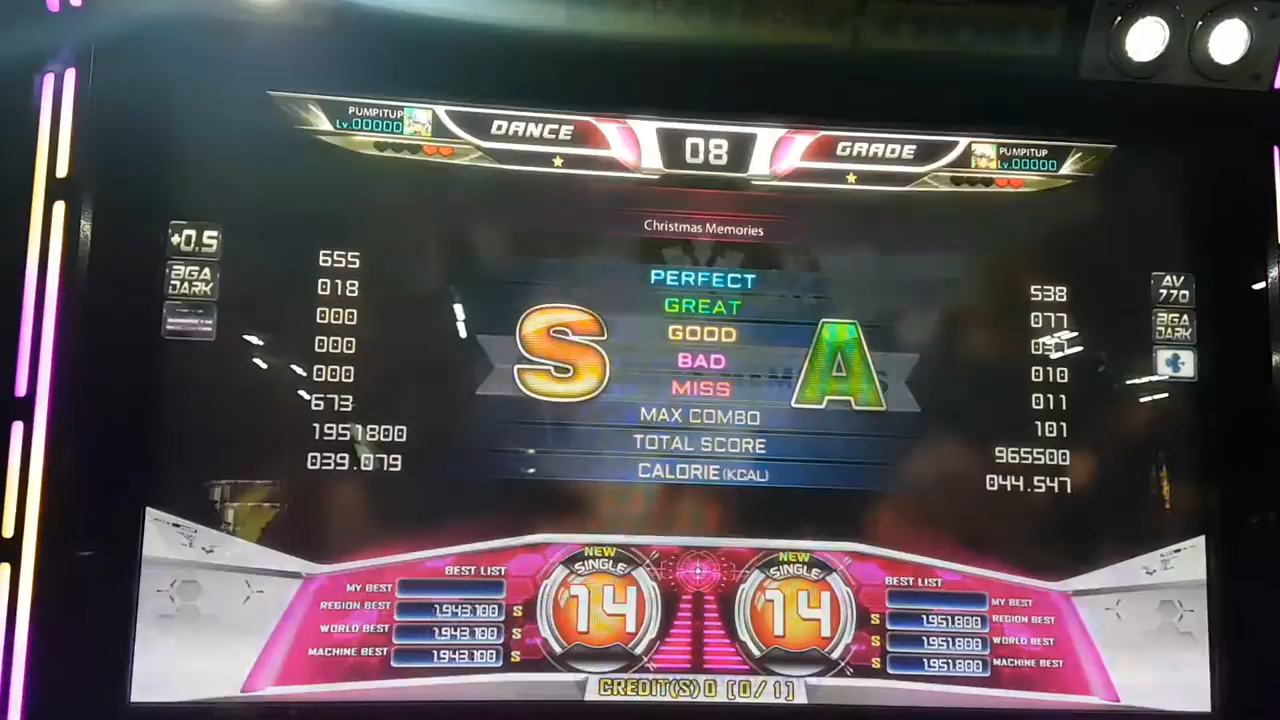 PUMPITUP
Lv.00000
DANCE
08
GRADE
PUMPITUP
Lv.00000
Christmas Memories
+0.5
BGA DARK
AV 770
BGA DARK
655 PERFECT 538
018 GREAT 077
000 GOOD
000 BAD 010
000 MISS 011
673 MAX COMBO 101
1951800 TOTAL SCORE 965500
039.079 CALORIE (KCAL) 044.547
S
A
BEST LIST
MY BEST
REGION BEST 1.943.100 S
WORLD BEST 1.943.100 S
MACHINE BEST 1.943.100 S
NEW
SINGLE
14
NEW
SINGLE
14
BEST LIST
MY BEST
S 1.951.800 REGION BEST
S 1.951.800 WORLD BEST
S 1.951.800 MACHINE BEST
CREDIT(S) 0 [0/1]